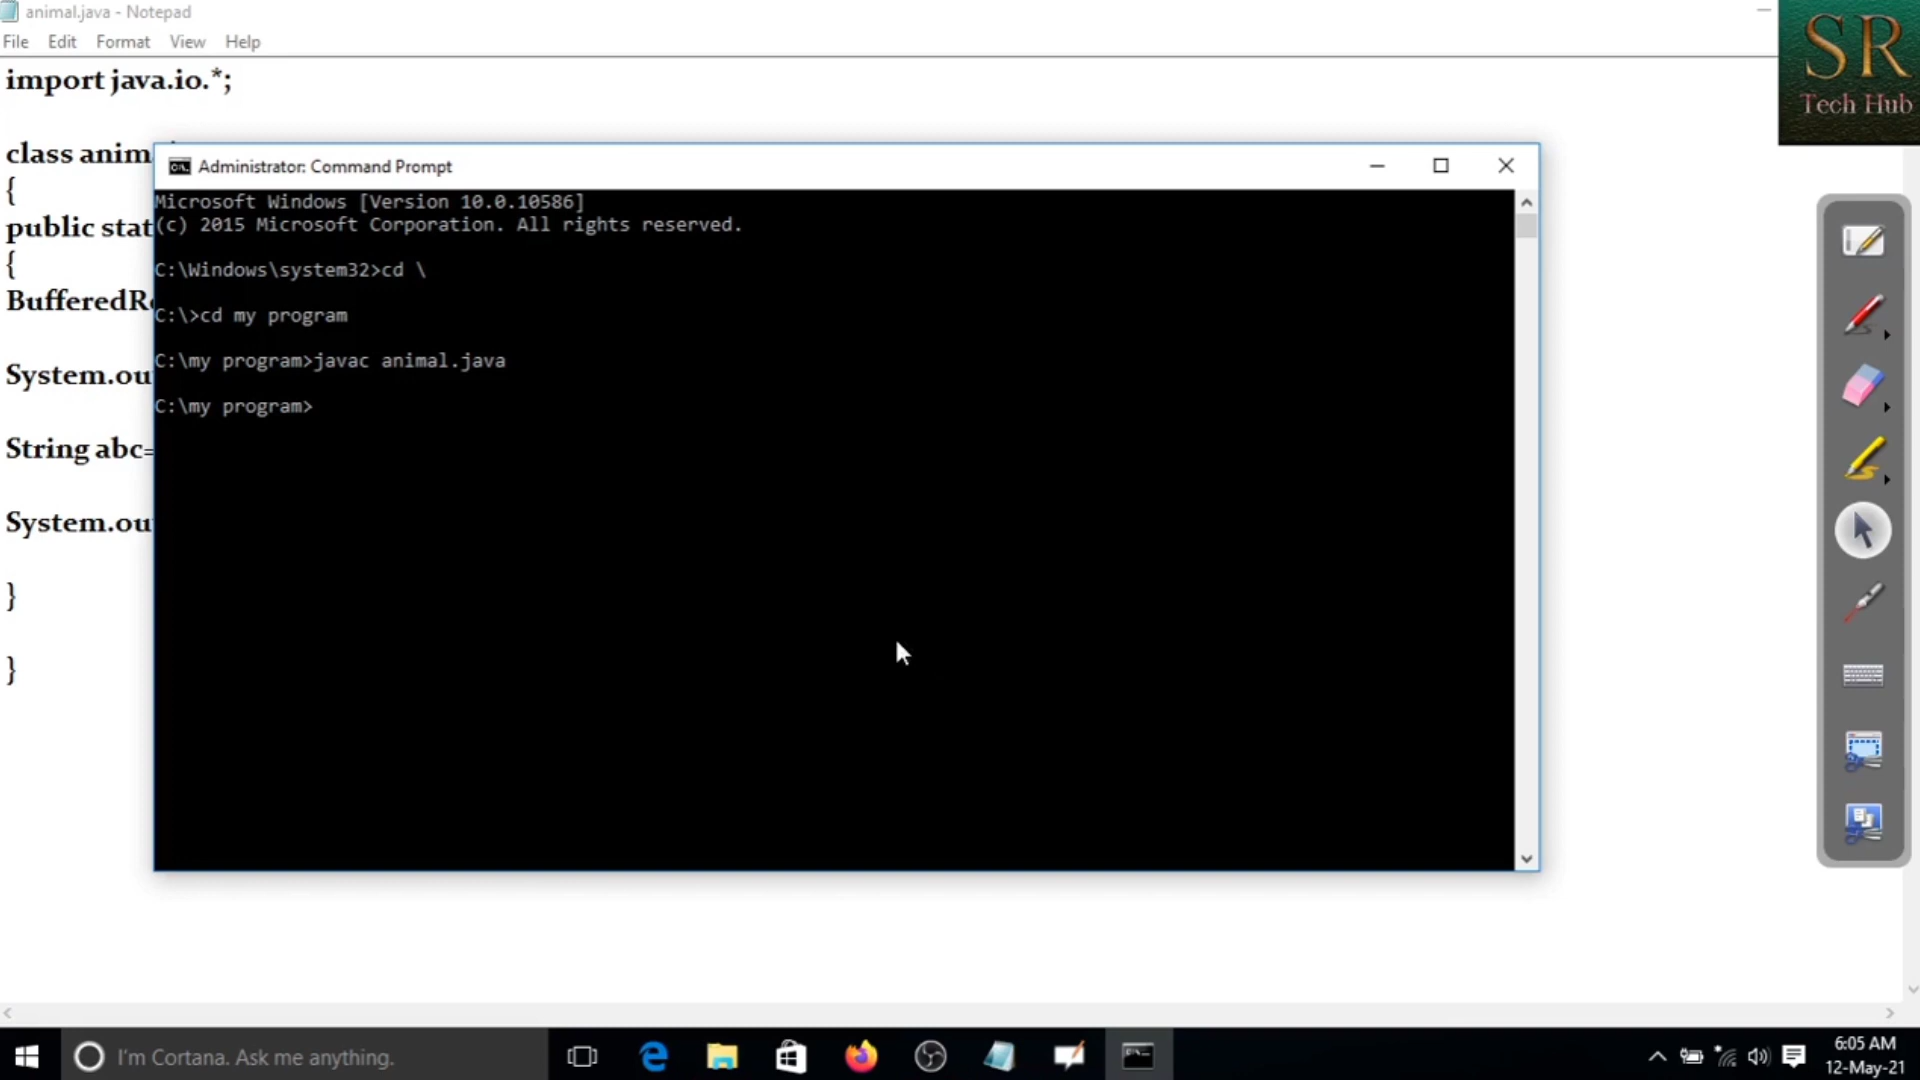 animal.java - Notepad
File Edit Format View Help
SR
Tech Hub
import java.io.*;
class anim
{
public stat
{
BufferedRe
System.ou
String abc=
System.ou
}
}
Administrator: Command Prompt
Microsoft Windows [Version 10.0.10586]
(c) 2015 Microsoft Corporation. All rights reserved.
C:\Windows\system32>cd \
C:\>cd my program
C:\my program>javac animal.java
C:\my program>
I'm Cortana. Ask me anything.
6:05 AM
12-May-21